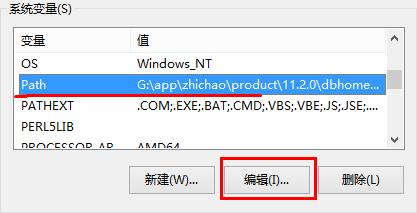 系统变量(S)
变量 值
OS Windows_NT
Path G:\app\zhichao\product\11.2.0\dbhome...
PATHEXT .COM;.EXE;.BAT;.CMD;.VBS;.VBE;.JS;.JSE;....
PERL5LIB
PROCESSOR_AR AMD64
新建(W)... 编辑(I)... 删除(L)